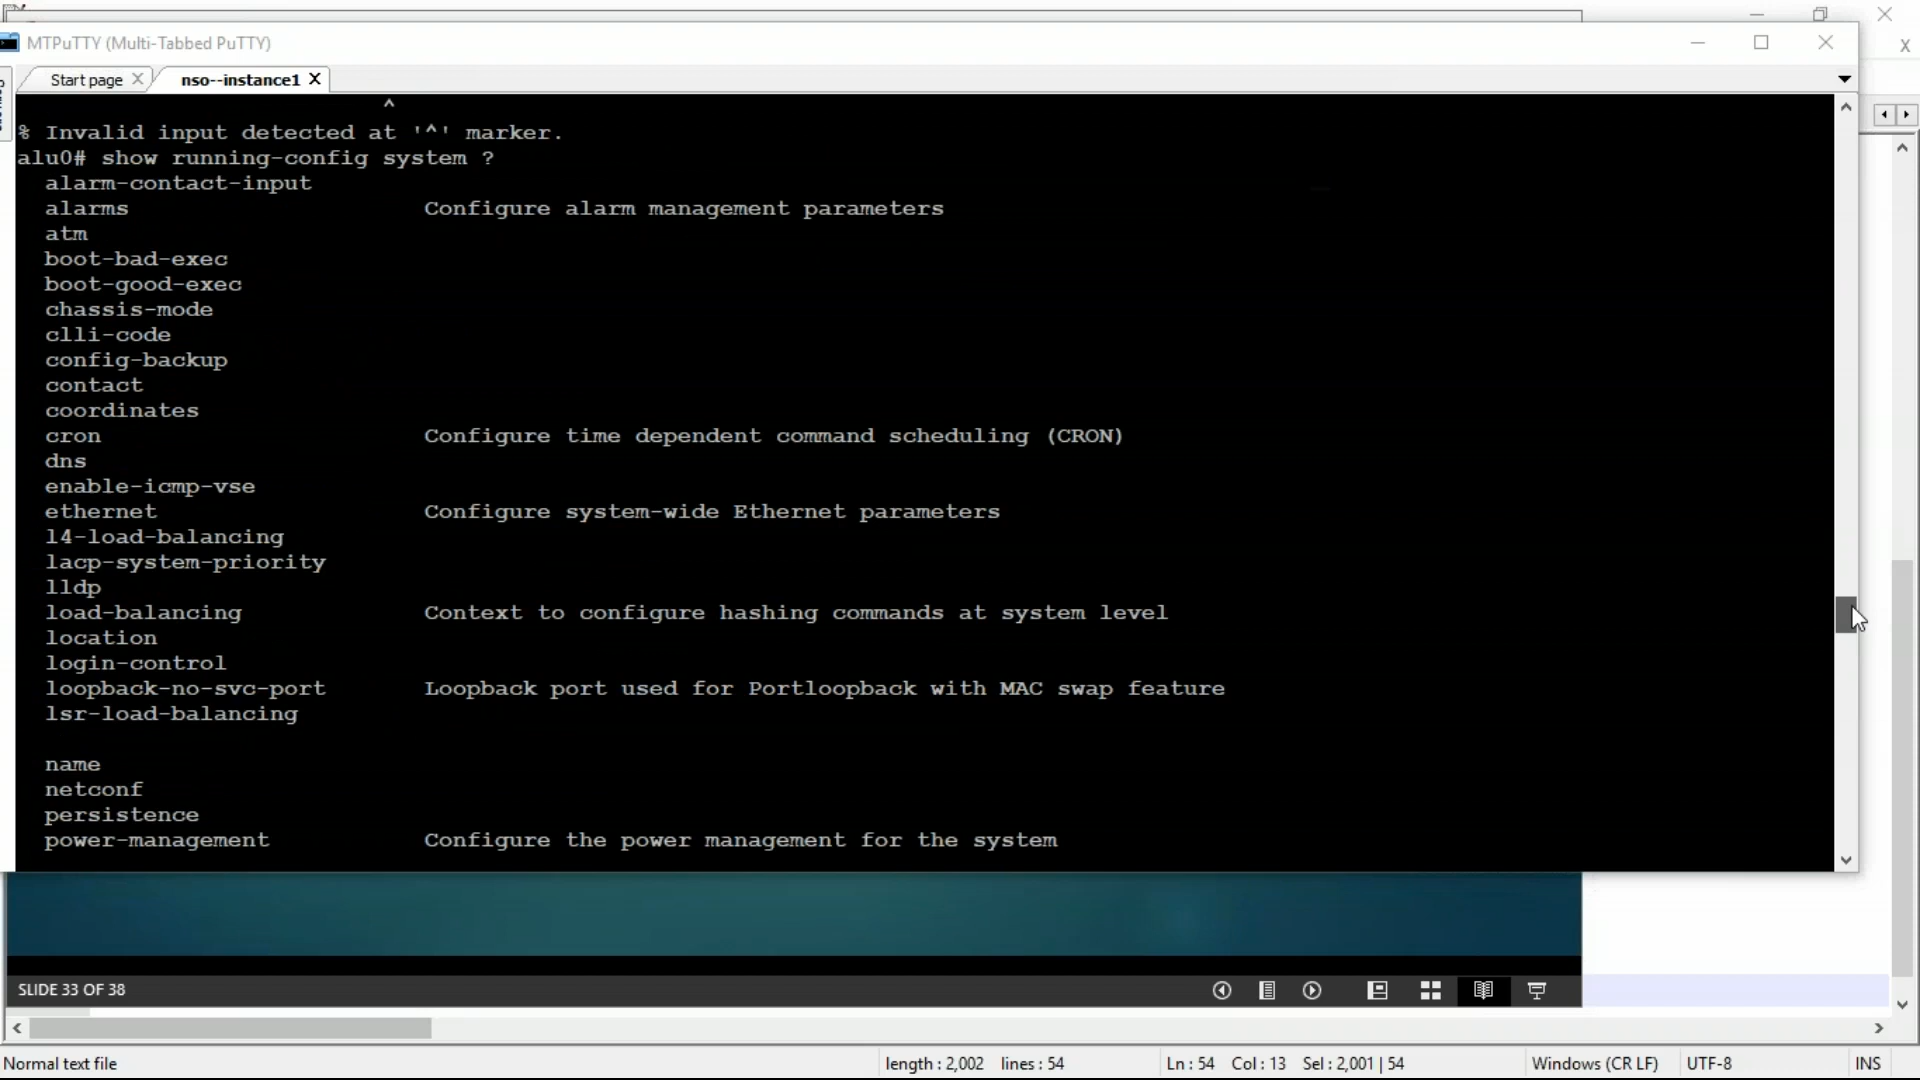 MTPuTTY (Multi-Tabbed PuTTY)
Start page
nso--instance1
^
% Invalid input detected at '^' marker.
alu0# show running-config system ?
alarm-contact-input
alarms Configure alarm management parameters
atm
boot-bad-exec
boot-good-exec
chassis-mode
clli-code
config-backup
contact
coordinates
cron Configure time dependent command scheduling (CRON)
dns
enable-icmp-vse
ethernet Configure system-wide Ethernet parameters
l4-load-balancing
lacp-system-priority
lldp
load-balancing Context to configure hashing commands at system level
location
login-control
loopback-no-svc-port Loopback port used for Portloopback with MAC swap feature
lsr-load-balancing
name
netconf
persistence
power-management Configure the power management for the system
SLIDE 33 OF 38
Normal text file length : 2,002 lines : 54 Ln : 54 Col : 13 Sel : 2,001 | 54 Windows (CR LF) UTF-8 INS